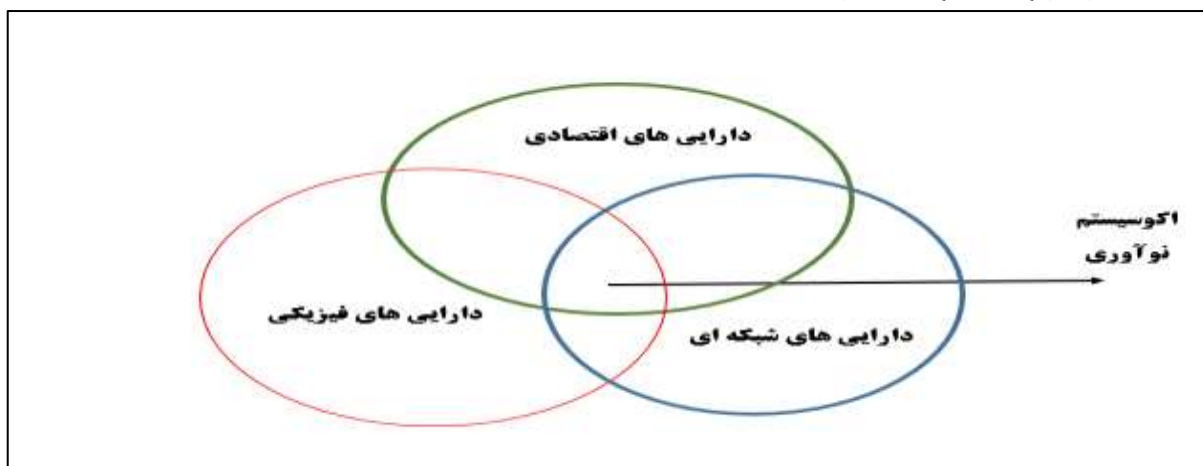 دارایی های اقتصادی
اکوسیستم
نوآوری
دارایی های فیزیکی
دارایی های شبکه ای